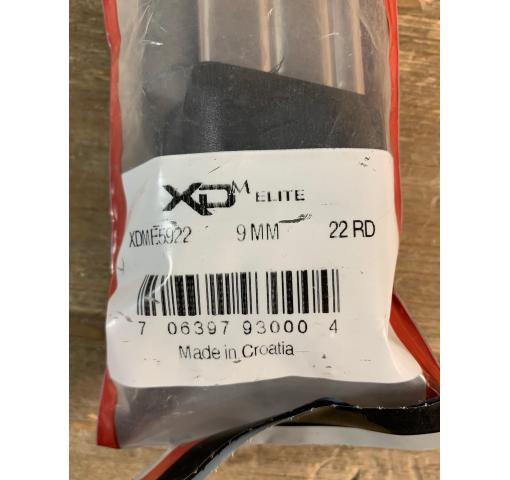 XDM ELITE
XDME5922 9 MM 22 RD
7 06397 93000 4
Made in Croatia